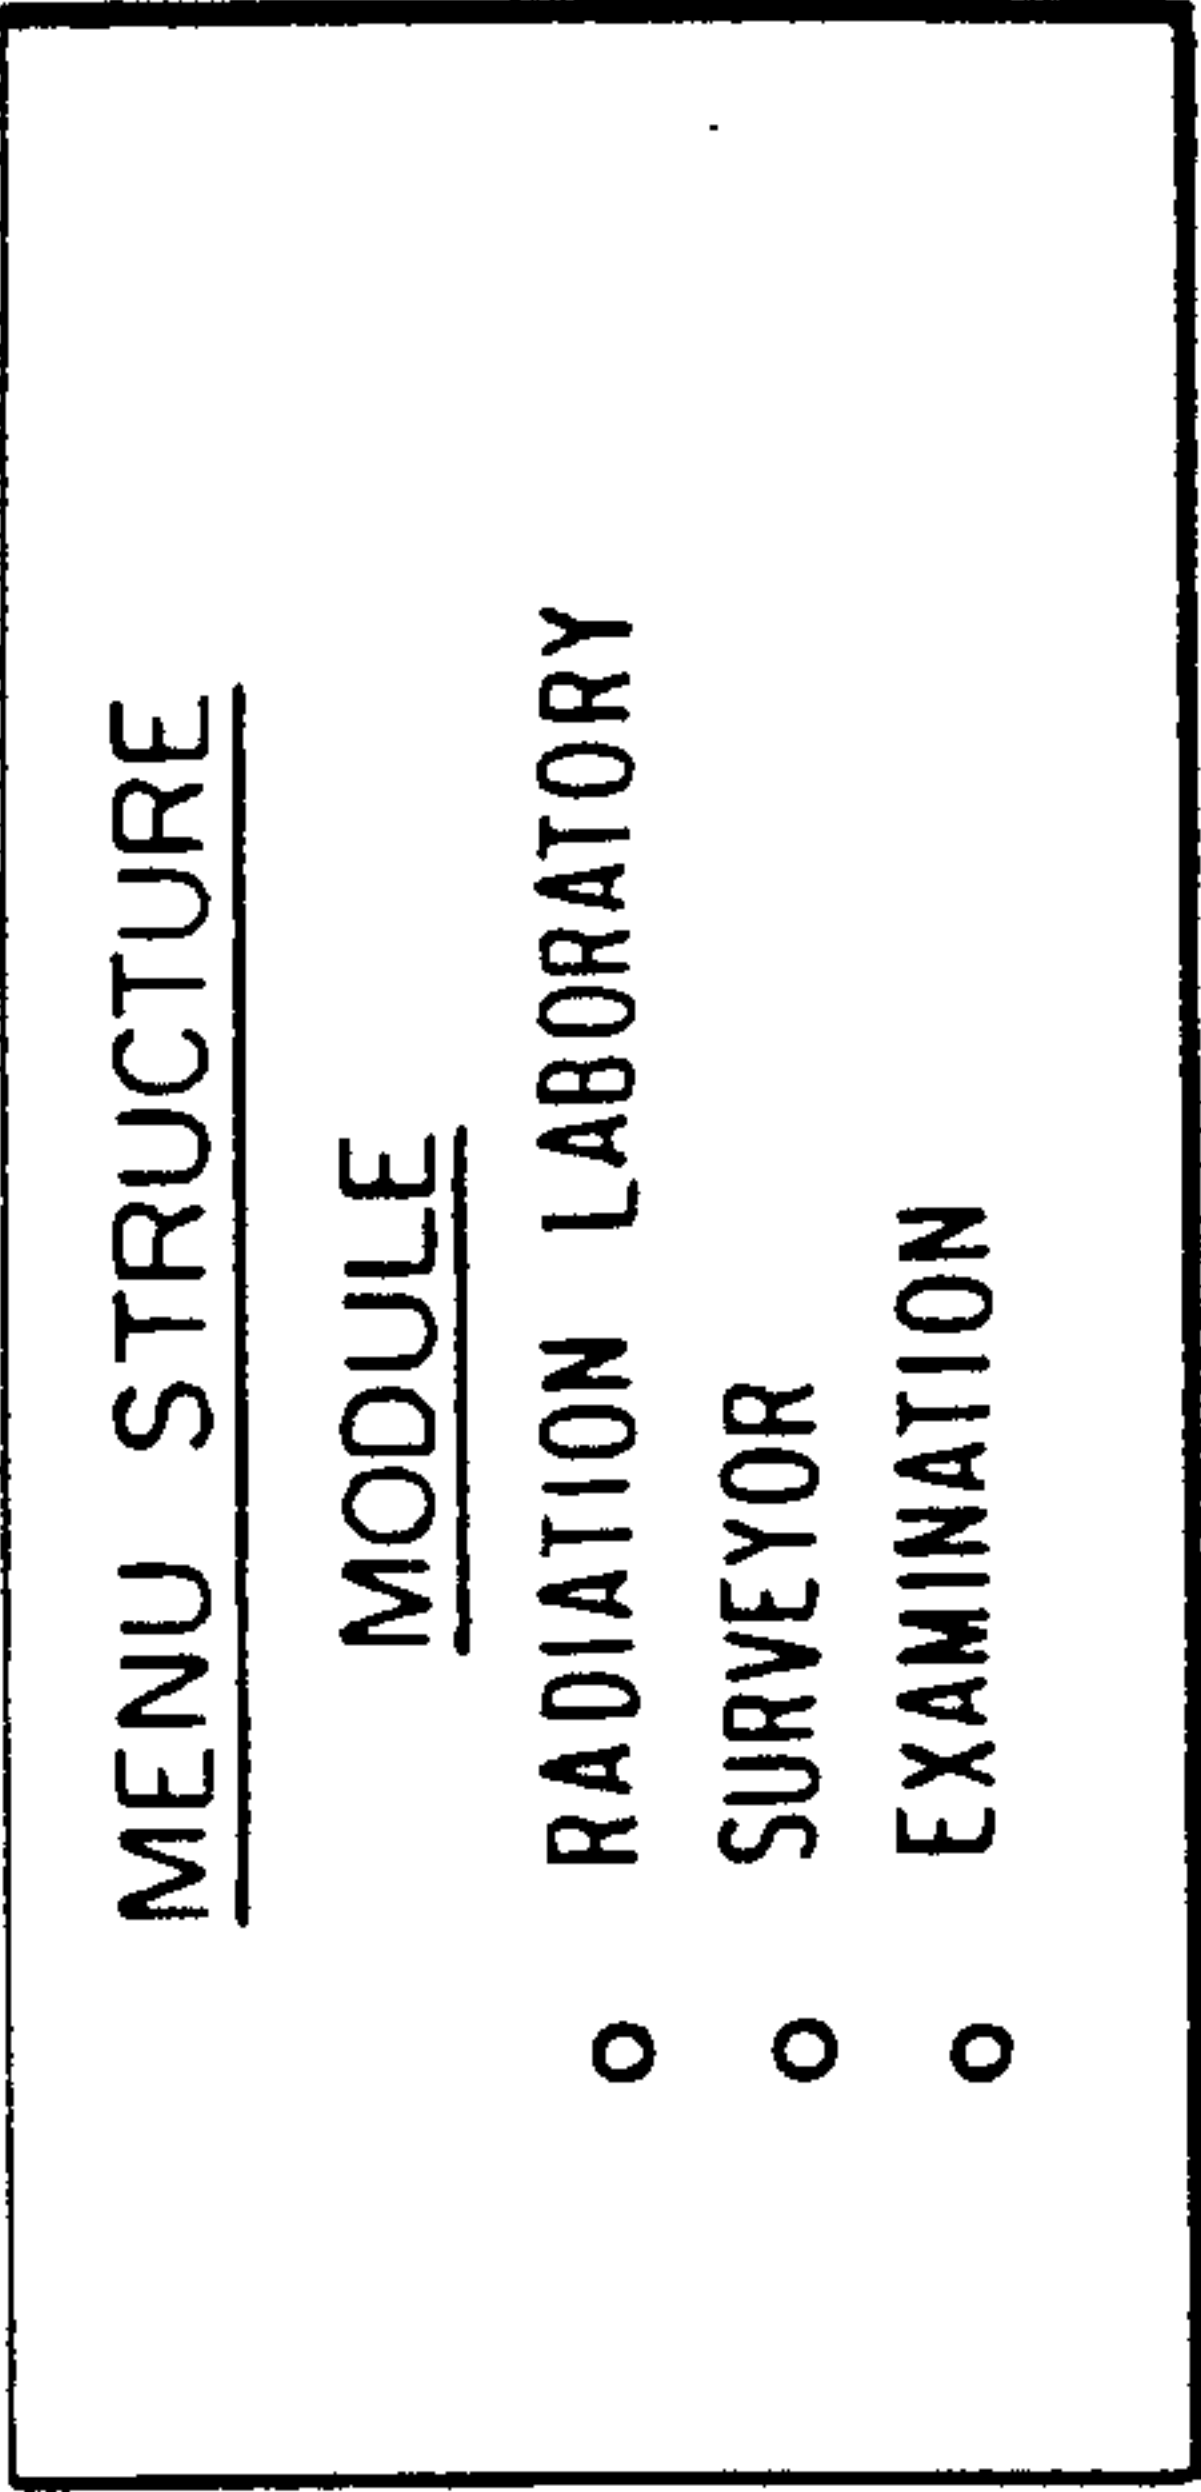 MENU STRUCTURE
MODULE
o RADIATION LABORATORY
o SURVEYOR
o EXAMINATION